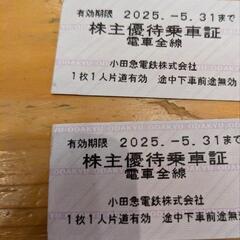 有効期限 2025.-5.31まで
株主優待乗車証
電車全線
小田急電鉄株式会社
1枚1人片道有効 途中下車前途無効
有効期限 2025.-5.31まで
株主優待乗車証
電車全線
小田急電鉄株式会社
1枚1人片道有効 途中下車前途無効